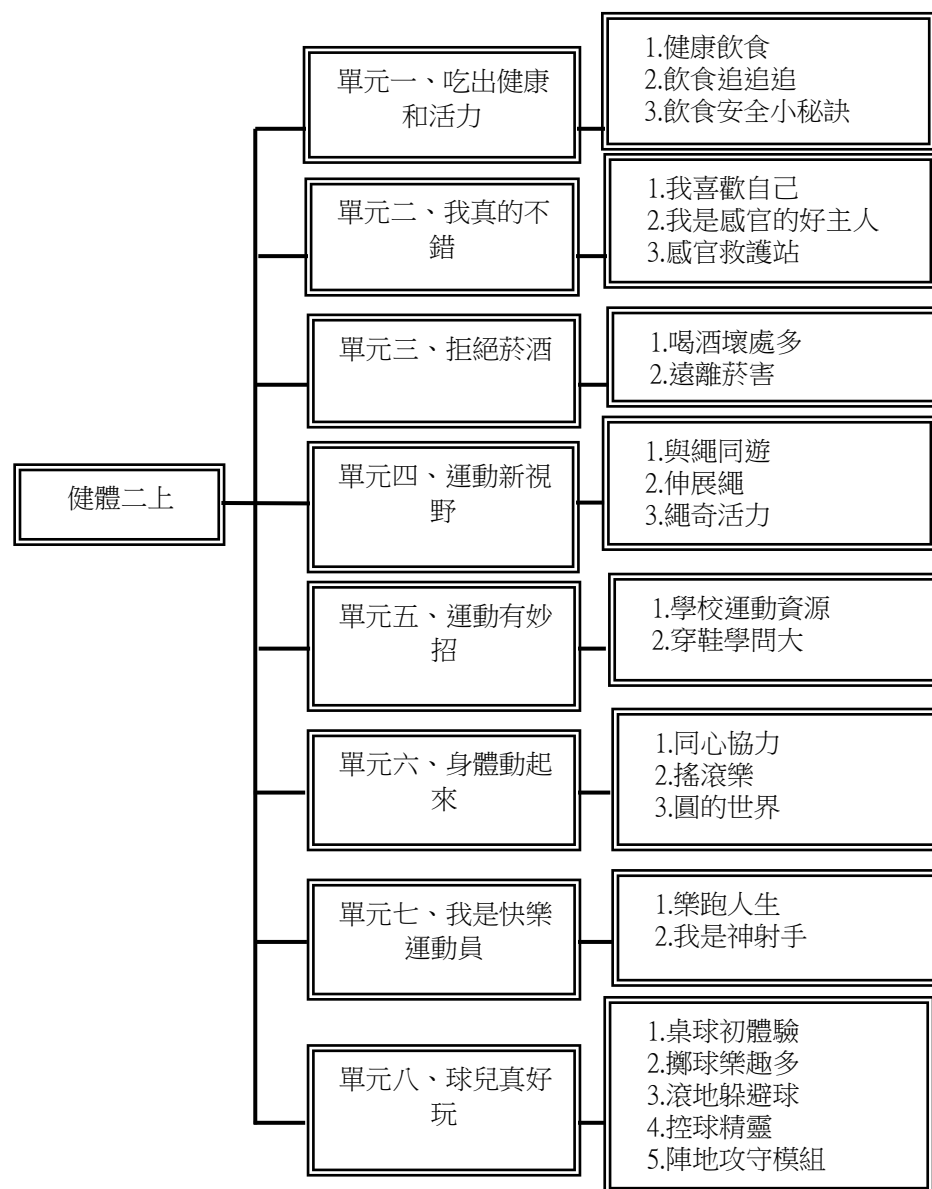 健體二上
單元一、吃出健康
和活力
1.健康飲食
2.飲食追追追
3.飲食安全小秘訣
單元二、我真的不
錯
1.我喜歡自己
2.我是感官的好主人
3.感官救護站
單元三、拒絕菸酒
1.喝酒壞處多
2.遠離菸害
單元四、運動新視
野
1.與繩同遊
2.伸展繩
3.繩奇活力
單元五、運動有妙
招
1.學校運動資源
2.穿鞋學問大
單元六、身體動起
來
1.同心協力
2.搖滾樂
3.圓的世界
單元七、我是快樂
運動員
1.樂跑人生
2.我是神射手
單元八、球兒真好
玩
1.桌球初體驗
2.擲球樂趣多
3.滾地躲避球
4.控球精靈
5.陣地攻守模組